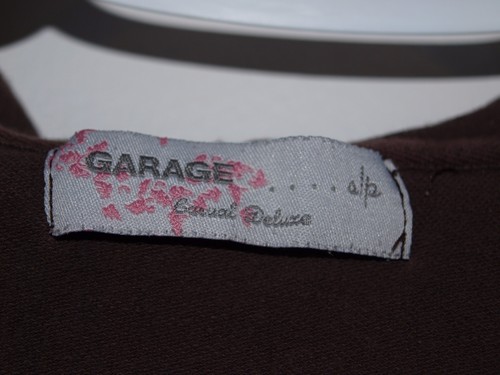 GARAGE .... s/p
Casual Deluxe